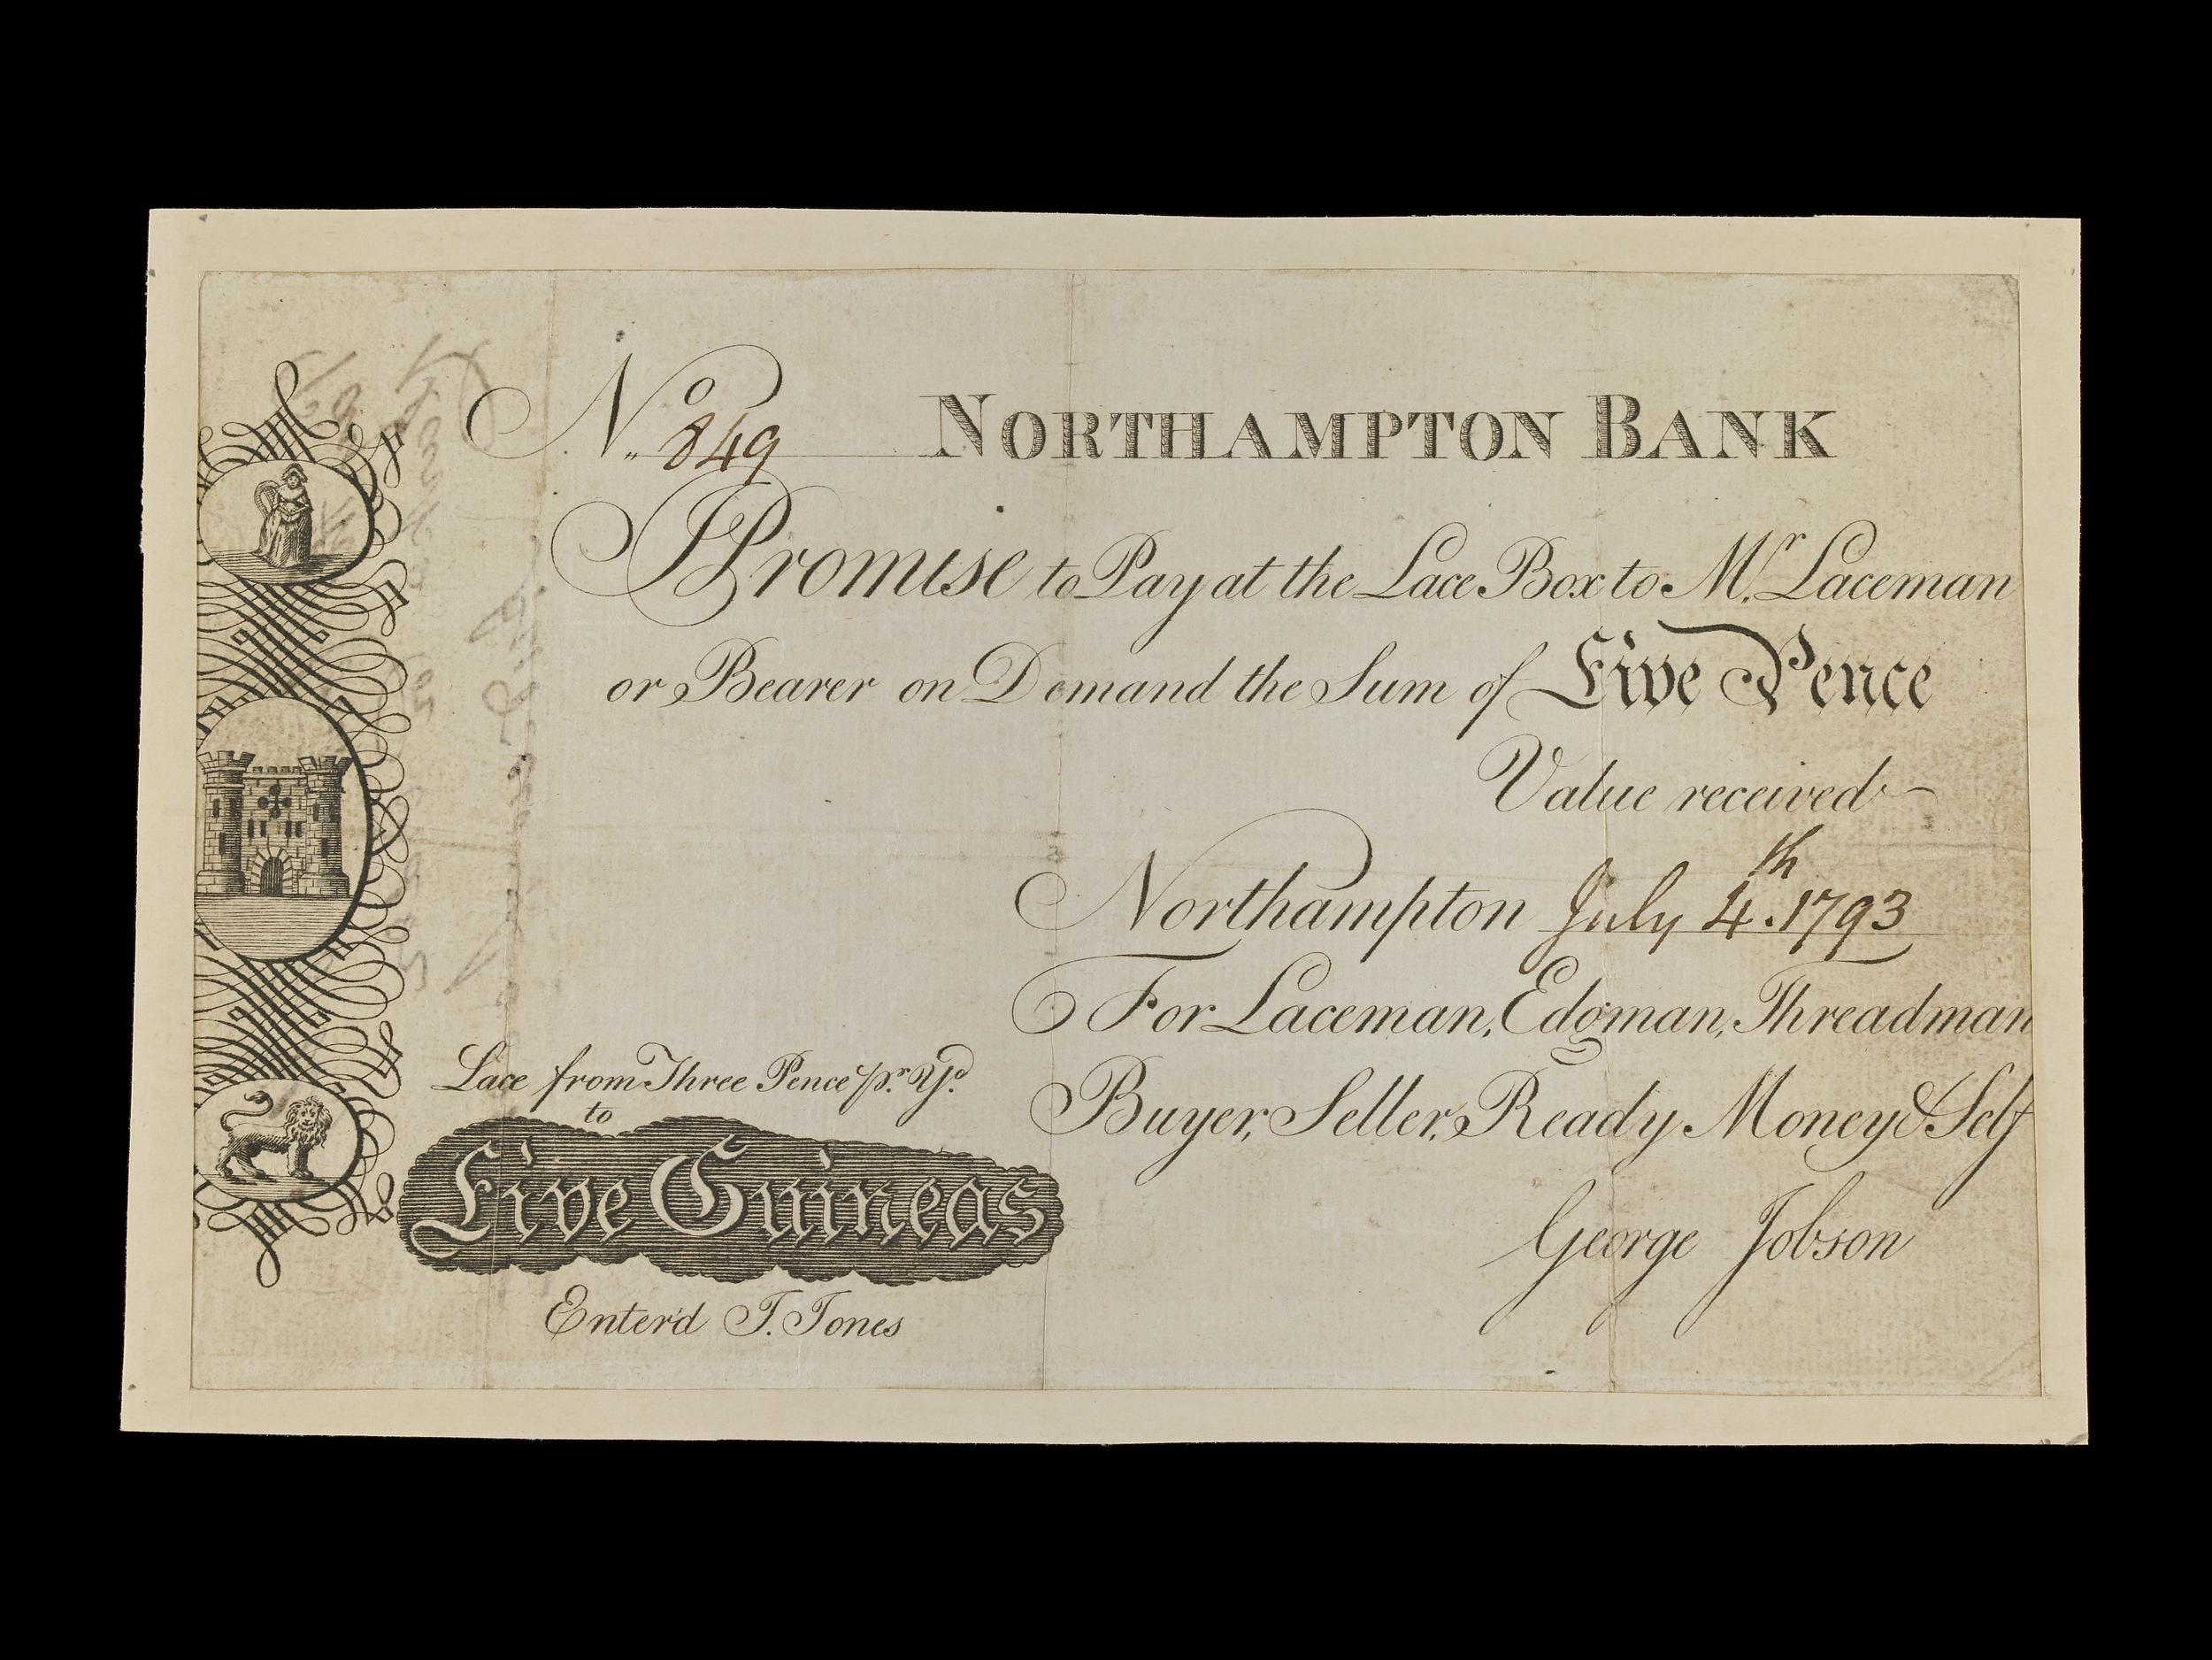 No. 849 NORTHAMPTON BANK
I Promise to Pay at the Lace Box to Mr. Laceman
or Bearer on Demand the Sum of Five Pence
Value received
Northampton July 4th. 1793
For Laceman, Edgman, Threadman
Buyer, Seller, Ready Money & Self
George Jobson
Lace from Three Pence pr. Yd.
to
Five Guineas
Enter'd J. Jones